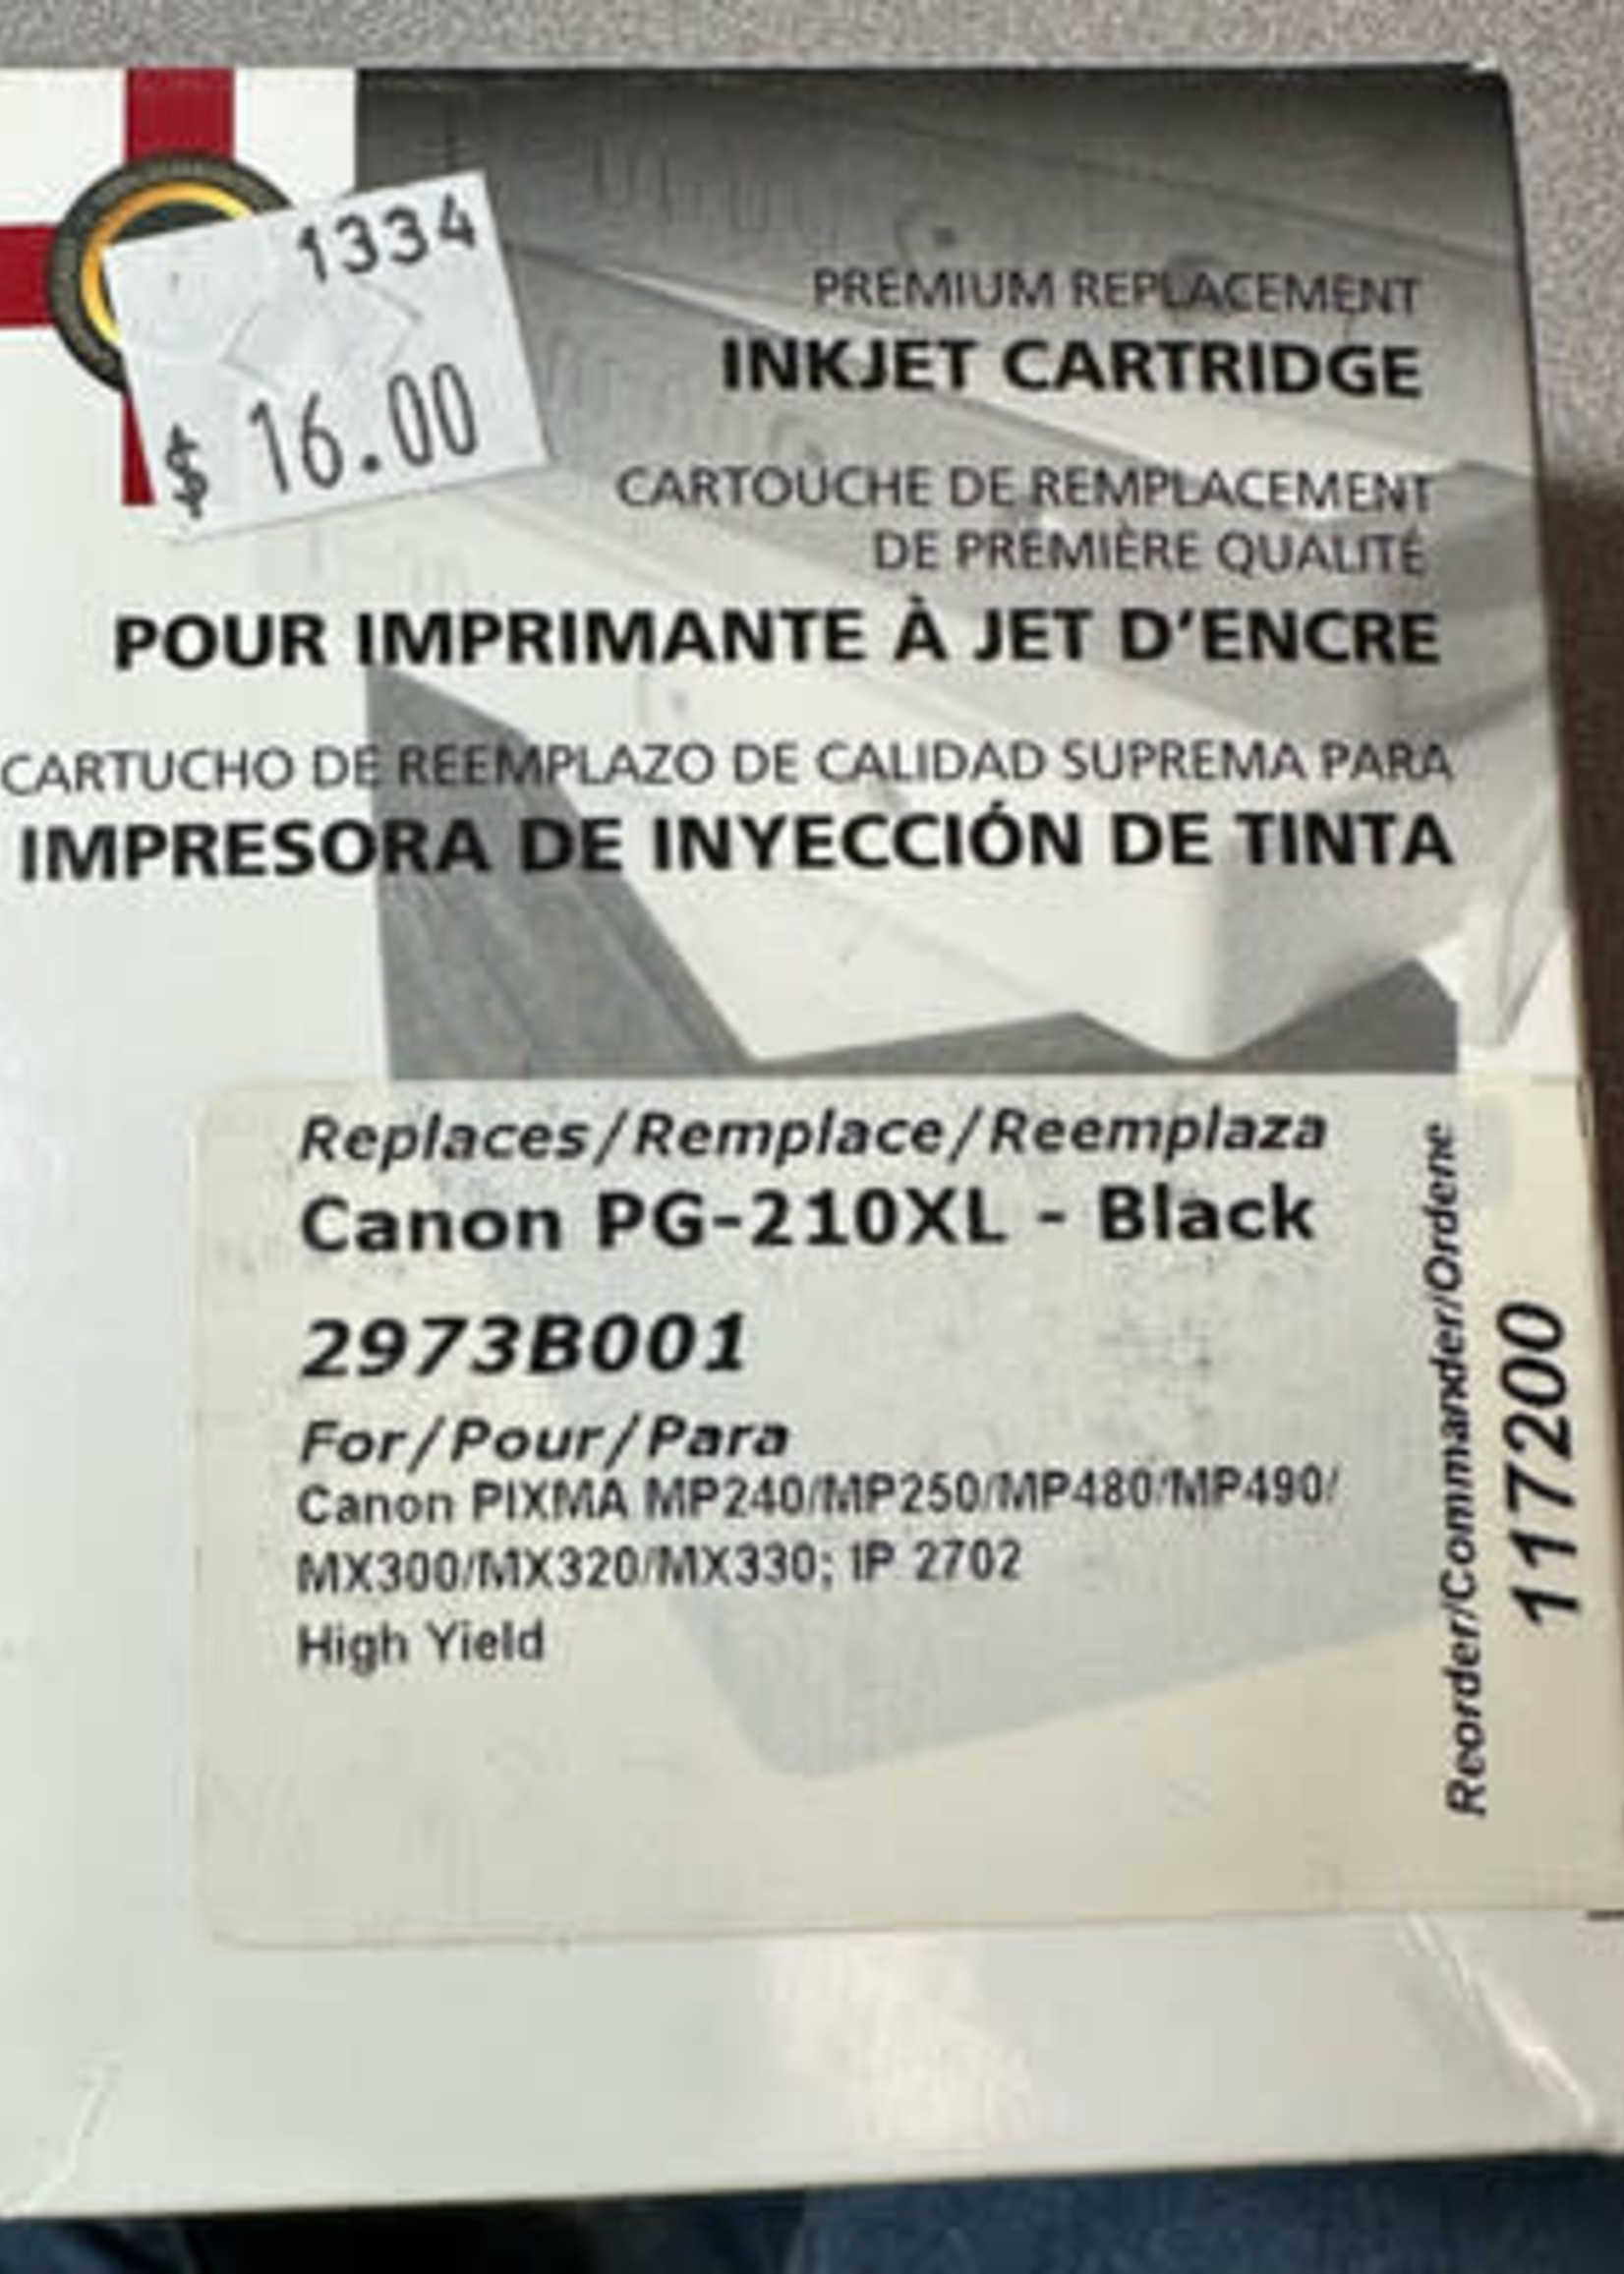 1334
$ 16.00
PREMIUM REPLACEMENT
INKJET CARTRIDGE
CARTOUCHE DE REMPLACEMENT
DE PREMIÈRE QUALITÉ
POUR IMPRIMANTE À JET D'ENCRE
CARTUCHO DE REEMPLAZO DE CALIDAD SUPREMA PARA
IMPRESORA DE INYECCIÓN DE TINTA
Replaces/Remplace/Reemplaza
Canon PG-210XL - Black
2973B001
For/Pour/Para
Canon PIXMA MP240/MP250/MP480/MP490/
MX300/MX320/MX330; IP 2702
High Yield
Reorder/Commander/Ordene
117200